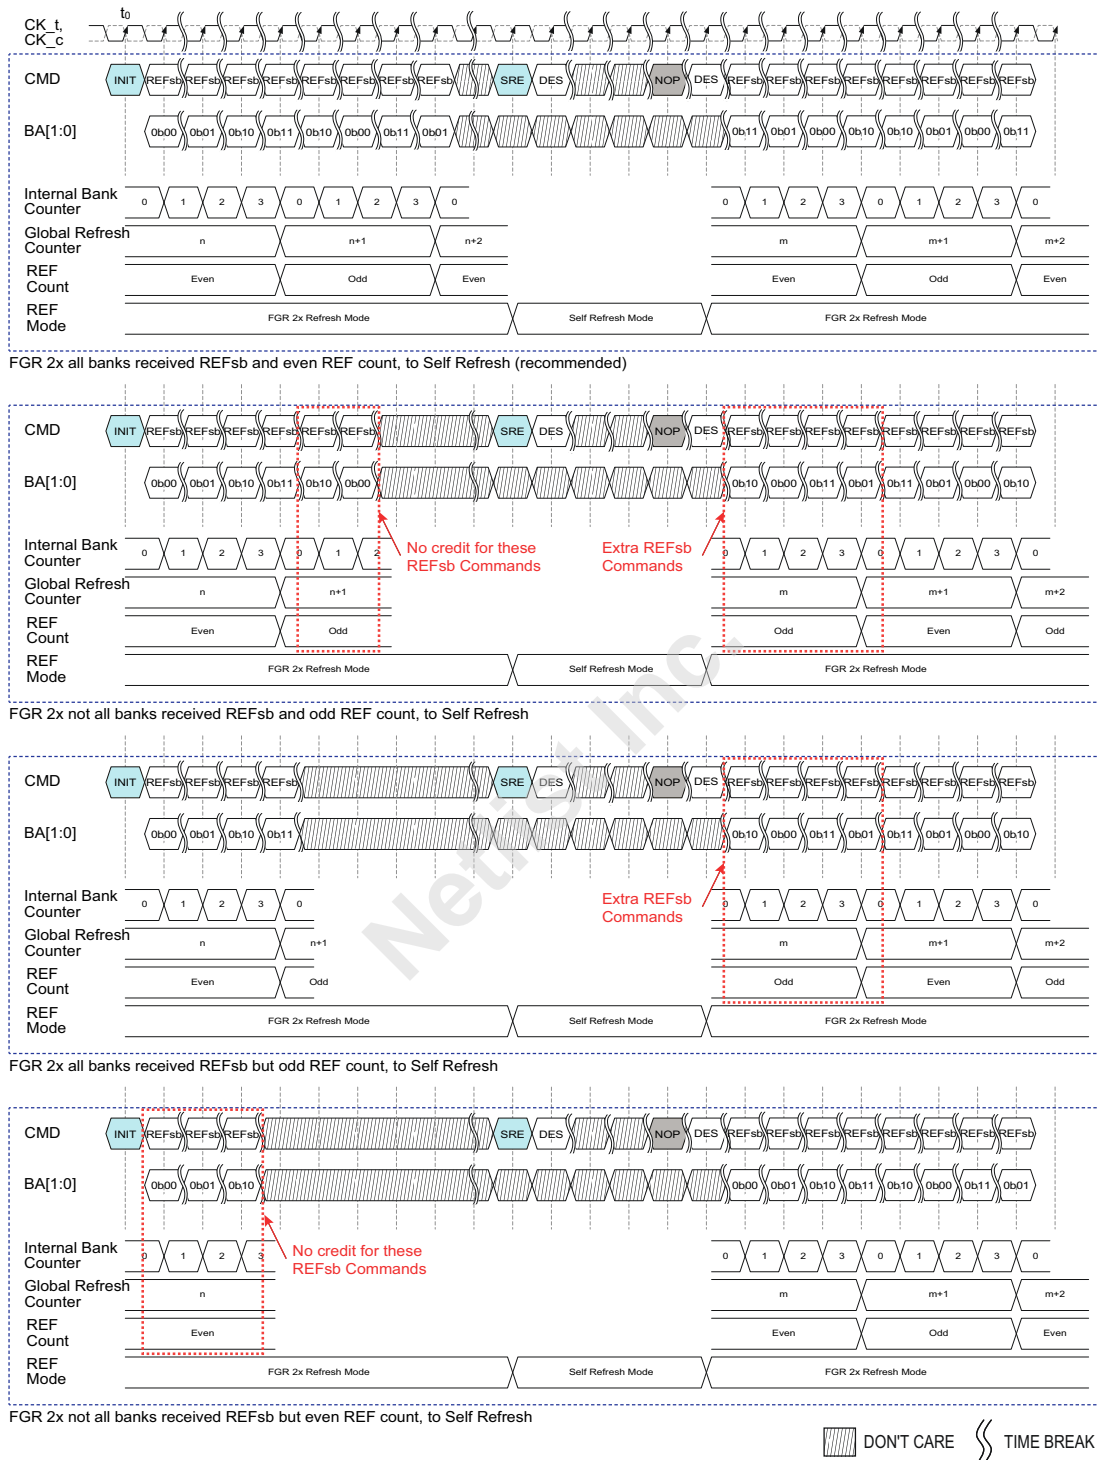 t0
CK_t,
CK_c
CMD INIT REFsb REFsb REFsb REFsb REFsb REFsb REFsb REFsb SRE DES NOP DES REFsb REFsb REFsb REFsb REFsb REFsb REFsb REFsb
BA[1:0] 0b00 0b01 0b10 0b11 0b10 0b00 0b11 0b01 0b11 0b01 0b00 0b10 0b10 0b01 0b00 0b11
Internal Bank
Counter 0 1 2 3 0 1 2 3 0 0 1 2 3 0 1 2 3 0
Global Refresh
Counter n n+1 n+2 m m+1 m+2
REF
Count Even Odd Even Even Odd Even
REF
Mode FGR 2x Refresh Mode Self Refresh Mode FGR 2x Refresh Mode
FGR 2x all banks received REFsb and even REF count, to Self Refresh (recommended)
CMD INIT REFsb REFsb REFsb REFsb REFsb REFsb SRE DES NOP DES REFsb REFsb REFsb REFsb REFsb REFsb REFsb REFsb
BA[1:0] 0b00 0b01 0b10 0b11 0b10 0b00 0b10 0b00 0b11 0b01 0b11 0b01 0b00 0b10
No credit for these
REFsb Commands
Extra REFsb
Commands
Internal Bank
Counter 0 1 2 3 0 1 2 0 1 2 3 0 1 2 3 0
Global Refresh
Counter n n+1 m m+1 m+2
REF
Count Even Odd Odd Even Odd
REF
Mode FGR 2x Refresh Mode Self Refresh Mode FGR 2x Refresh Mode
FGR 2x not all banks received REFsb and odd REF count, to Self Refresh
CMD INIT REFsb REFsb REFsb REFsb SRE DES NOP DES REFsb REFsb REFsb REFsb REFsb REFsb REFsb REFsb
BA[1:0] 0b00 0b01 0b10 0b11 0b10 0b00 0b11 0b01 0b11 0b01 0b00 0b10
Extra REFsb
Commands
Internal Bank
Counter 0 1 2 3 0 0 1 2 3 0 1 2 3 0
Global Refresh
Counter n n+1 m m+1 m+2
REF
Count Even Odd Odd Even Odd
REF
Mode FGR 2x Refresh Mode Self Refresh Mode FGR 2x Refresh Mode
FGR 2x all banks received REFsb but odd REF count, to Self Refresh
CMD INIT REFsb REFsb REFsb SRE DES NOP DES REFsb REFsb REFsb REFsb REFsb REFsb REFsb REFsb
BA[1:0] 0b00 0b01 0b10 0b00 0b01 0b10 0b11 0b10 0b00 0b11 0b01
No credit for these
REFsb Commands
Internal Bank
Counter 0 1 2 3 0 1 2 3 0 1 2 3 0
Global Refresh
Counter n m m+1 m+2
REF
Count Even Even Odd Even
REF
Mode FGR 2x Refresh Mode Self Refresh Mode FGR 2x Refresh Mode
FGR 2x not all banks received REFsb but even REF count, to Self Refresh
DON'T CARE TIME BREAK
Netlist Inc.